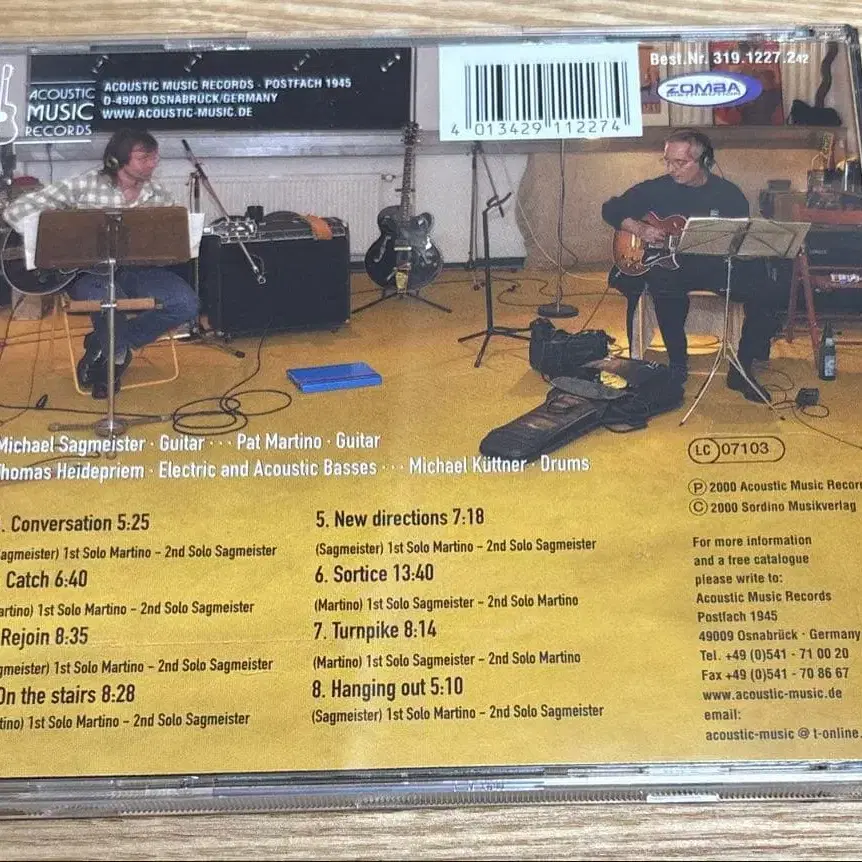 ACOUSTIC
MUSIC
RECORDS
ACOUSTIC MUSIC RECORDS · POSTFACH 1945
D-49009 OSNABRÜCK/GERMANY
WWW.ACOUSTIC-MUSIC.DE
4 013429 112274
Best.Nr. 319.1227.2 42
ZOMBA
Michael Sagmeister · Guitar · · · Pat Martino · Guitar
Thomas Heidepriem · Electric and Acoustic Basses · · · Michael Küttner · Drums
. Conversation 5:25
agmeister) 1st Solo Martino – 2nd Solo Sagmeister
Catch 6:40
artino) 1st Solo Martino – 2nd Solo Sagmeister
Rejoin 8:35
gmeister) 1st Solo Martino – 2nd Solo Sagmeister
On the stairs 8:28
tino) 1st Solo Martino – 2nd Solo Sagmeister
5. New directions 7:18
(Sagmeister) 1st Solo Martino – 2nd Solo Sagmeister
6. Sortice 13:40
(Martino) 1st Solo Sagmeister – 2nd Solo Martino
7. Turnpike 8:14
(Martino) 1st Solo Sagmeister – 2nd Solo Martino
8. Hanging out 5:10
(Sagmeister) 1st Solo Martino – 2nd Solo Sagmeister
LC 07103
Ⓟ 2000 Acoustic Music Recor
© 2000 Sordino Musikverlag
For more information
and a free catalogue
please write to:
Acoustic Music Records
Postfach 1945
49009 Osnabrück · Germany
Tel. +49 (0)541 - 71 00 20
Fax +49 (0)541 - 70 86 67
www.acoustic-music.de
email:
acoustic-music @ t-online.